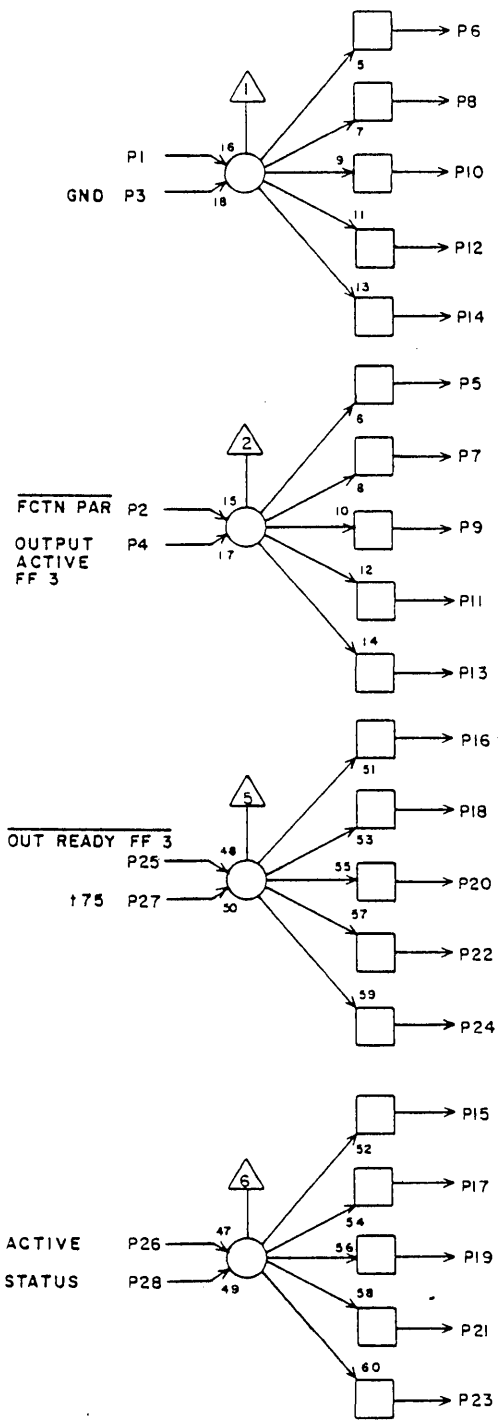 P6
5
1
P8
7
P1
16
9
P10
GND P3
18
11
P12
13
P14
P5
6
2
P7
8
FCTN PAR P2
15
10
P9
OUTPUT P4
ACTIVE
FF 3
17
12
P11
14
P13
P16
51
5
P18
53
OUT READY FF 3
P25
48
55
P20
t75 P27
50
57
P22
59
P24
P15
52
6
P17
54
ACTIVE P26
47
56
P19
STATUS P28
49
58
P21
60
P23